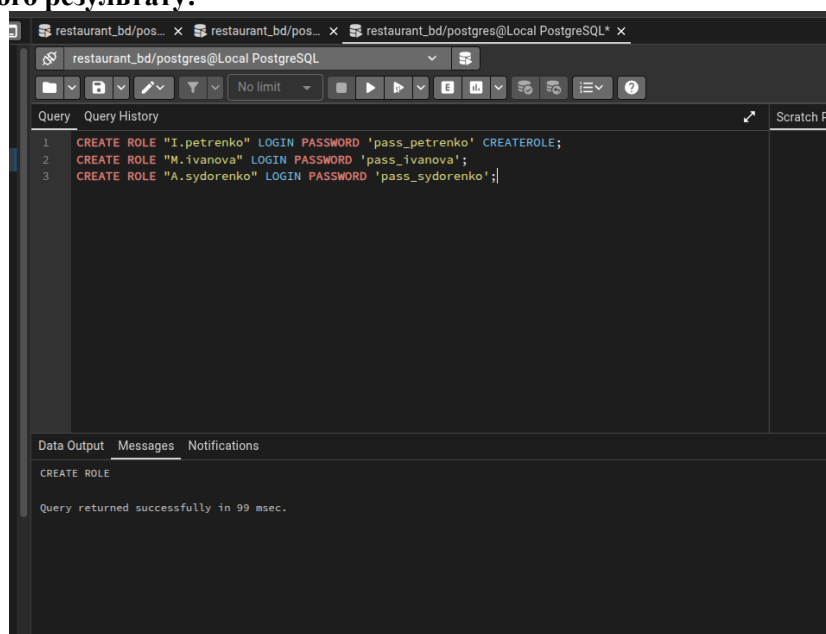 ого результату.
restaurant_bd/pos... restaurant_bd/pos... restaurant_bd/postgres@Local PostgreSQL*
restaurant_bd/postgres@Local PostgreSQL
No limit
Query Query History Scratch P
1 CREATE ROLE "I.petrenko" LOGIN PASSWORD 'pass_petrenko' CREATEROLE;
2 CREATE ROLE "M.ivanova" LOGIN PASSWORD 'pass_ivanova';
3 CREATE ROLE "A.sydorenko" LOGIN PASSWORD 'pass_sydorenko';
Data Output Messages Notifications
CREATE ROLE
Query returned successfully in 99 msec.